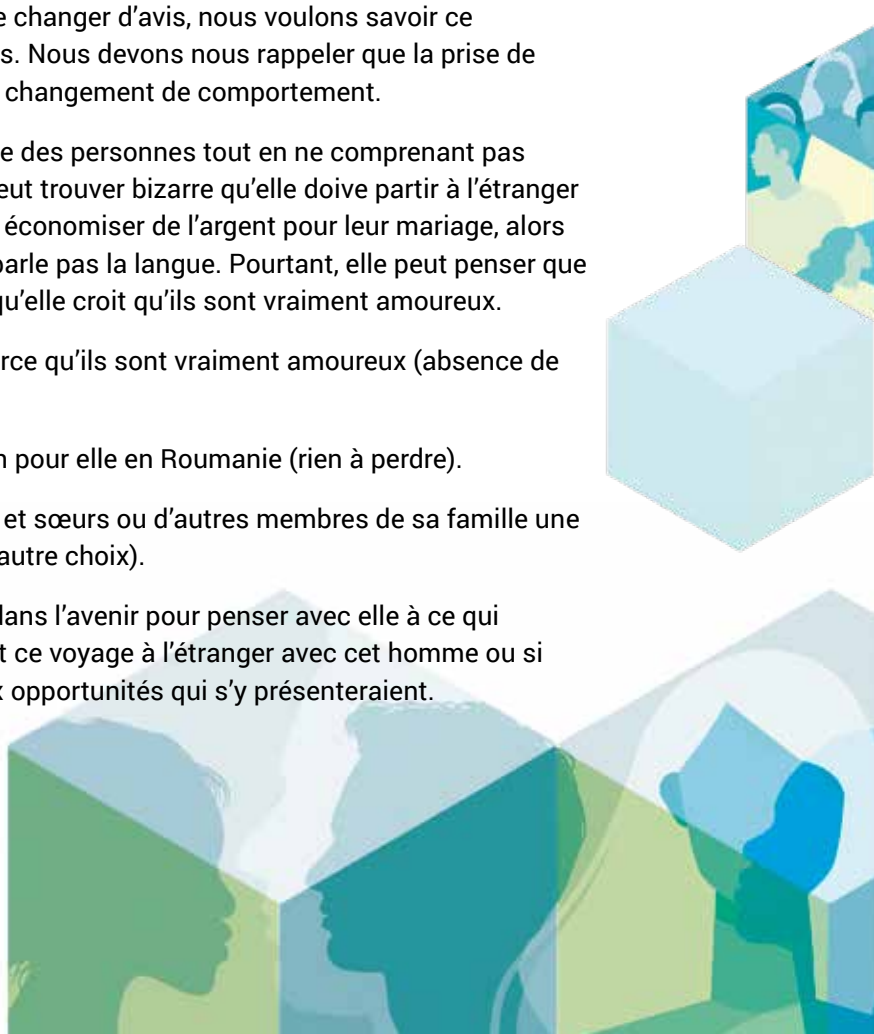 e changer d'avis, nous voulons savoir ce
s. Nous devons nous rappeler que la prise de
changement de comportement.
e des personnes tout en ne comprenant pas
eut trouver bizarre qu'elle doive partir à l'étranger
économiser de l'argent pour leur mariage, alors
parle pas la langue. Pourtant, elle peut penser que
qu'elle croit qu'ils sont vraiment amoureux.
rce qu'ils sont vraiment amoureux (absence de
n pour elle en Roumanie (rien à perdre).
et sœurs ou d'autres membres de sa famille une
autre choix).
dans l'avenir pour penser avec elle à ce qui
t ce voyage à l'étranger avec cet homme ou si
x opportunités qui s'y présenteraient.